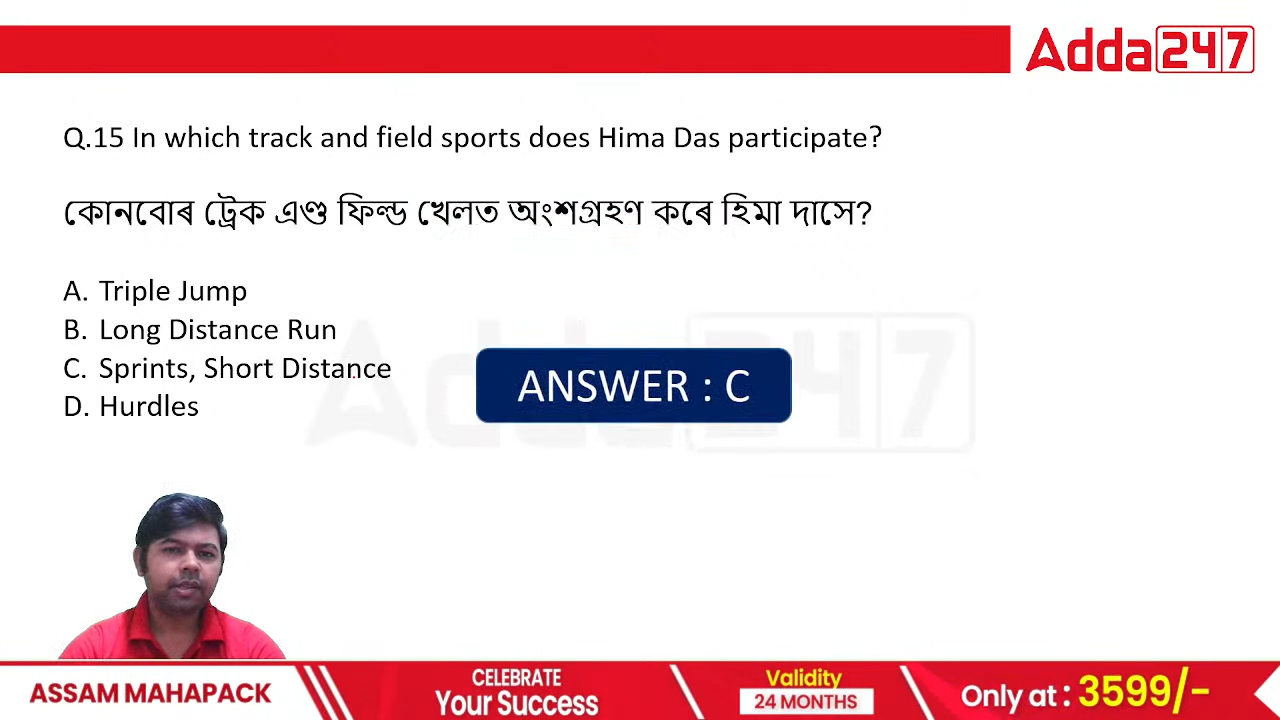 Adda247
Q.15 In which track and field sports does Hima Das participate?
কোনবোৰ ট্ৰেক এণ্ড ফিল্ড খেলত অংশগ্ৰহণ কৰে হিমা দাসে?
A. Triple Jump
B. Long Distance Run
C. Sprints, Short Distance
D. Hurdles
Adda247
ANSWER : C
ASSAM MAHAPACK
CELEBRATE
Your Success
Validity
24 MONTHS
Only at : 3599/-